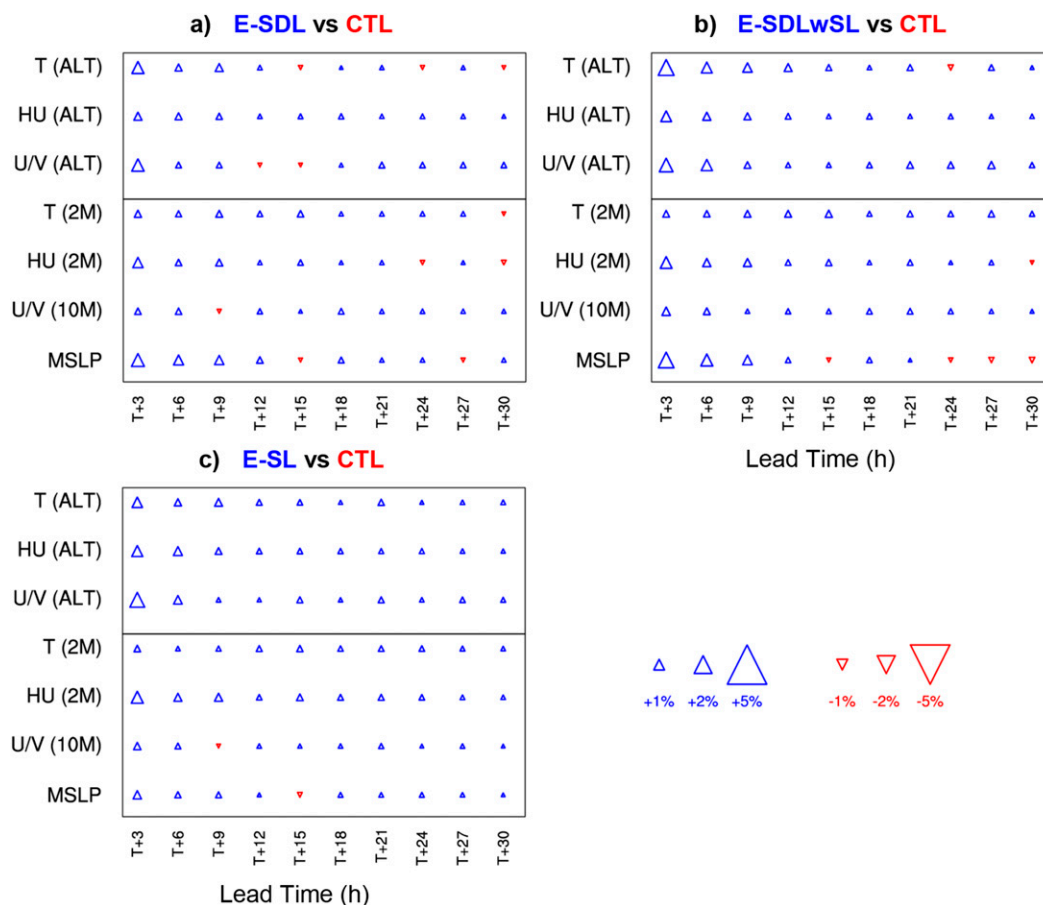 a) E-SDL vs CTL
T (ALT)
HU (ALT)
U/V (ALT)
T (2M)
HU (2M)
U/V (10M)
MSLP
T+3 T+6 T+9 T+12 T+15 T+18 T+21 T+24 T+27 T+30
b) E-SDLwSL vs CTL
T (ALT)
HU (ALT)
U/V (ALT)
T (2M)
HU (2M)
U/V (10M)
MSLP
T+3 T+6 T+9 T+12 T+15 T+18 T+21 T+24 T+27 T+30
Lead Time (h)
c) E-SL vs CTL
T (ALT)
HU (ALT)
U/V (ALT)
T (2M)
HU (2M)
U/V (10M)
MSLP
T+3 T+6 T+9 T+12 T+15 T+18 T+21 T+24 T+27 T+30
Lead Time (h)
+1% +2% +5% -1% -2% -5%